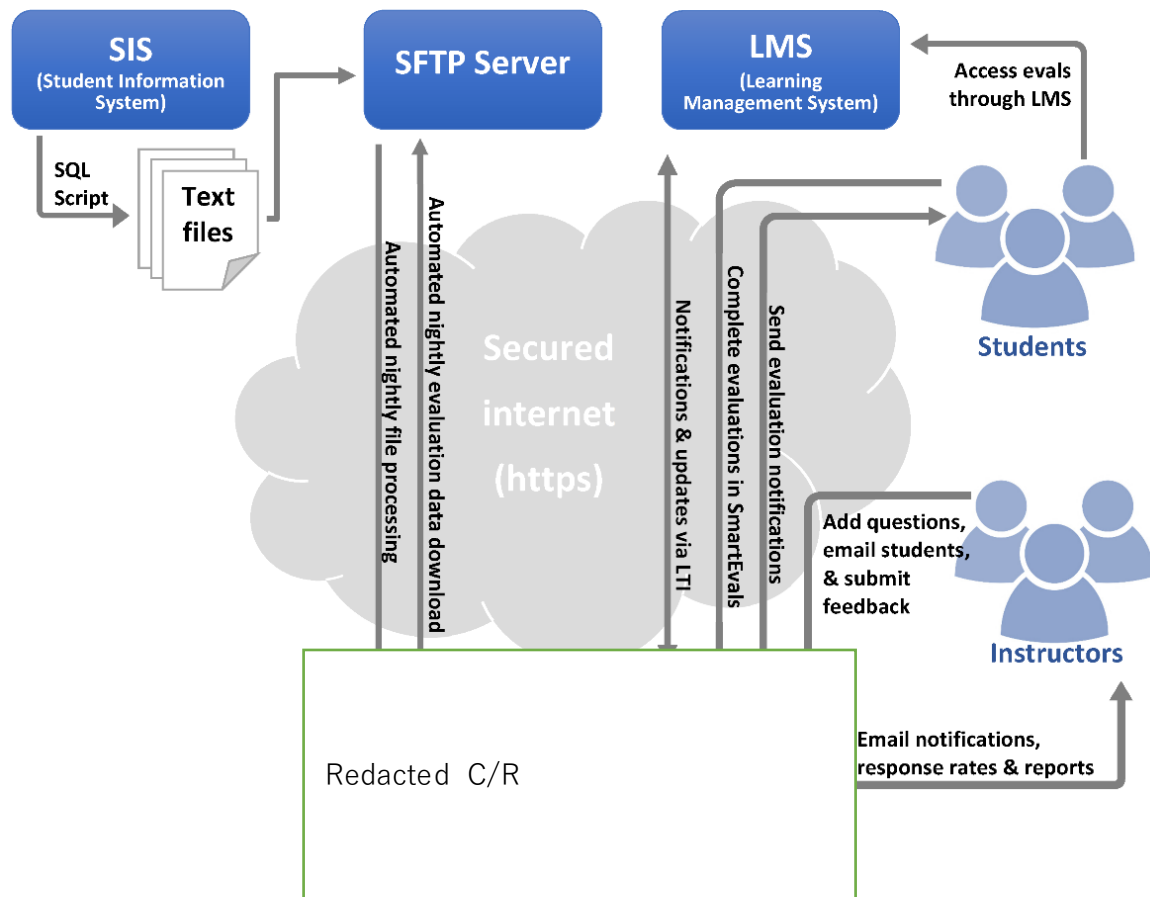 SIS
(Student Information
System)
SFTP Server
LMS
(Learning
Management System)
Access evals
through LMS
SQL
Script
Text
files
Students
Automated nightly file processing
Automated nightly evaluation data download
Secured
internet
(https)
Notifications & updates via LTI
Complete evaluations in SmartEvals
Send evaluation notifications
Add questions,
email students,
& submit
feedback
Instructors
Email notifications,
response rates & reports
Redacted C/R